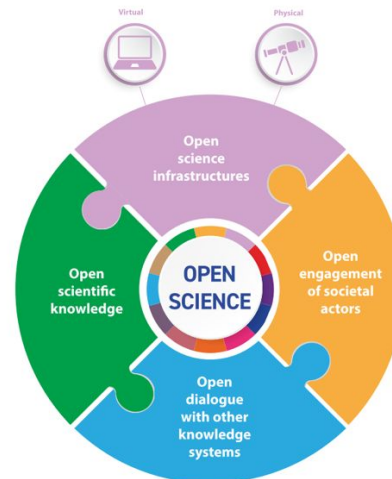 Virtual
Physical
Open
science
infrastructures
Open
scientific
knowledge
OPEN
SCIENCE
Open
engagement
of societal
actors
Open
dialogue
with other
knowledge
systems